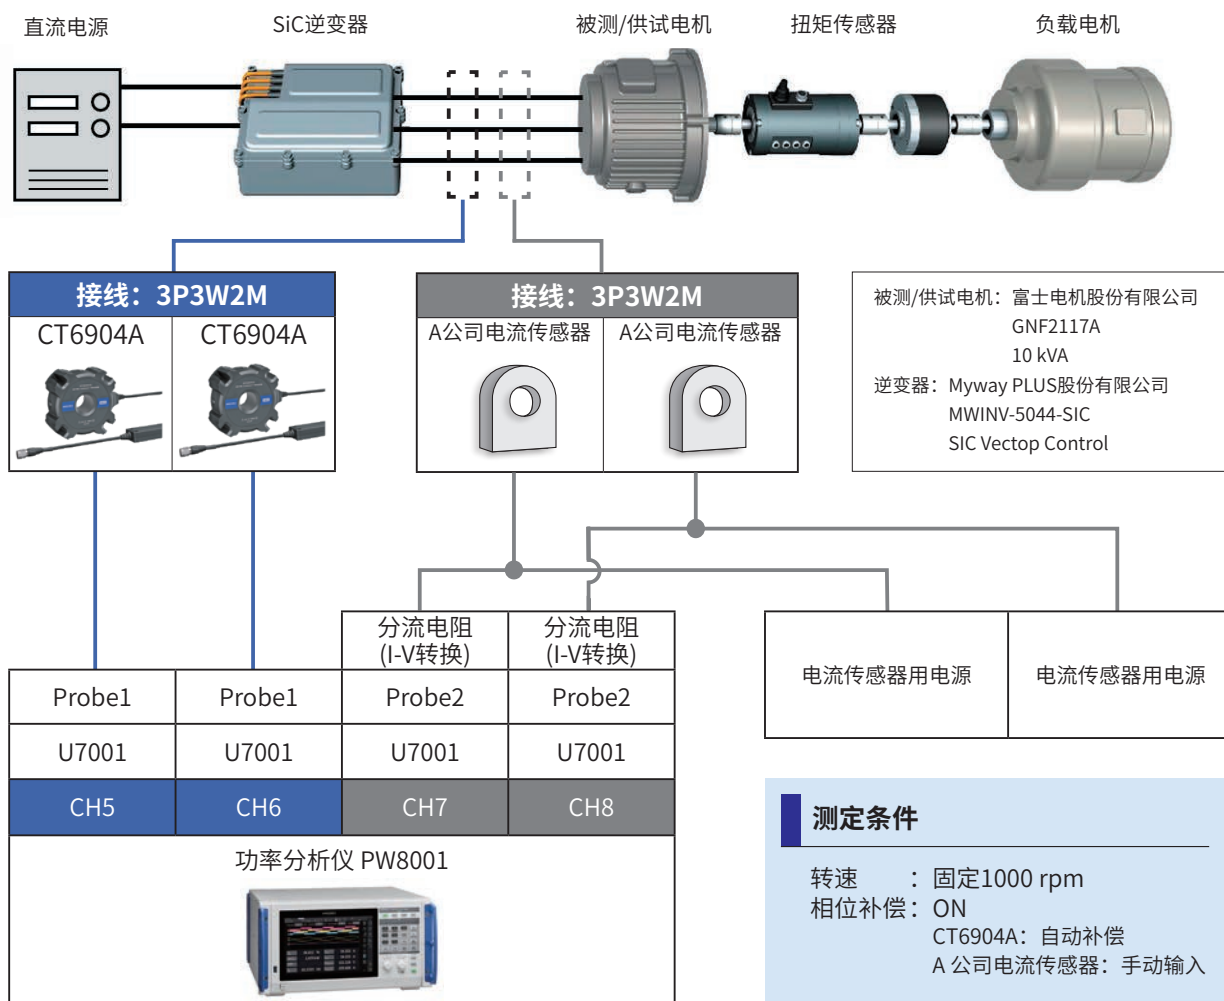 直流电源
SiC逆变器
被测/供试电机
扭矩传感器
负载电机
接线：3P3W2M
CT6904A
CT6904A
接线：3P3W2M
A公司电流传感器
A公司电流传感器
被测/供试电机：富士电机股份有限公司
GNF2117A
10 kVA
逆变器：Myway PLUS股份有限公司
MWINV-5044-SIC
SIC Vectop Control
分流电阻
(I-V转换)
分流电阻
(I-V转换)
电流传感器用电源
电流传感器用电源
Probe1
Probe1
Probe2
Probe2
U7001
U7001
U7001
U7001
CH5
CH6
CH7
CH8
功率分析仪 PW8001
测定条件
转速 ：固定1000 rpm
相位补偿：ON
CT6904A：自动补偿
A 公司电流传感器：手动输入